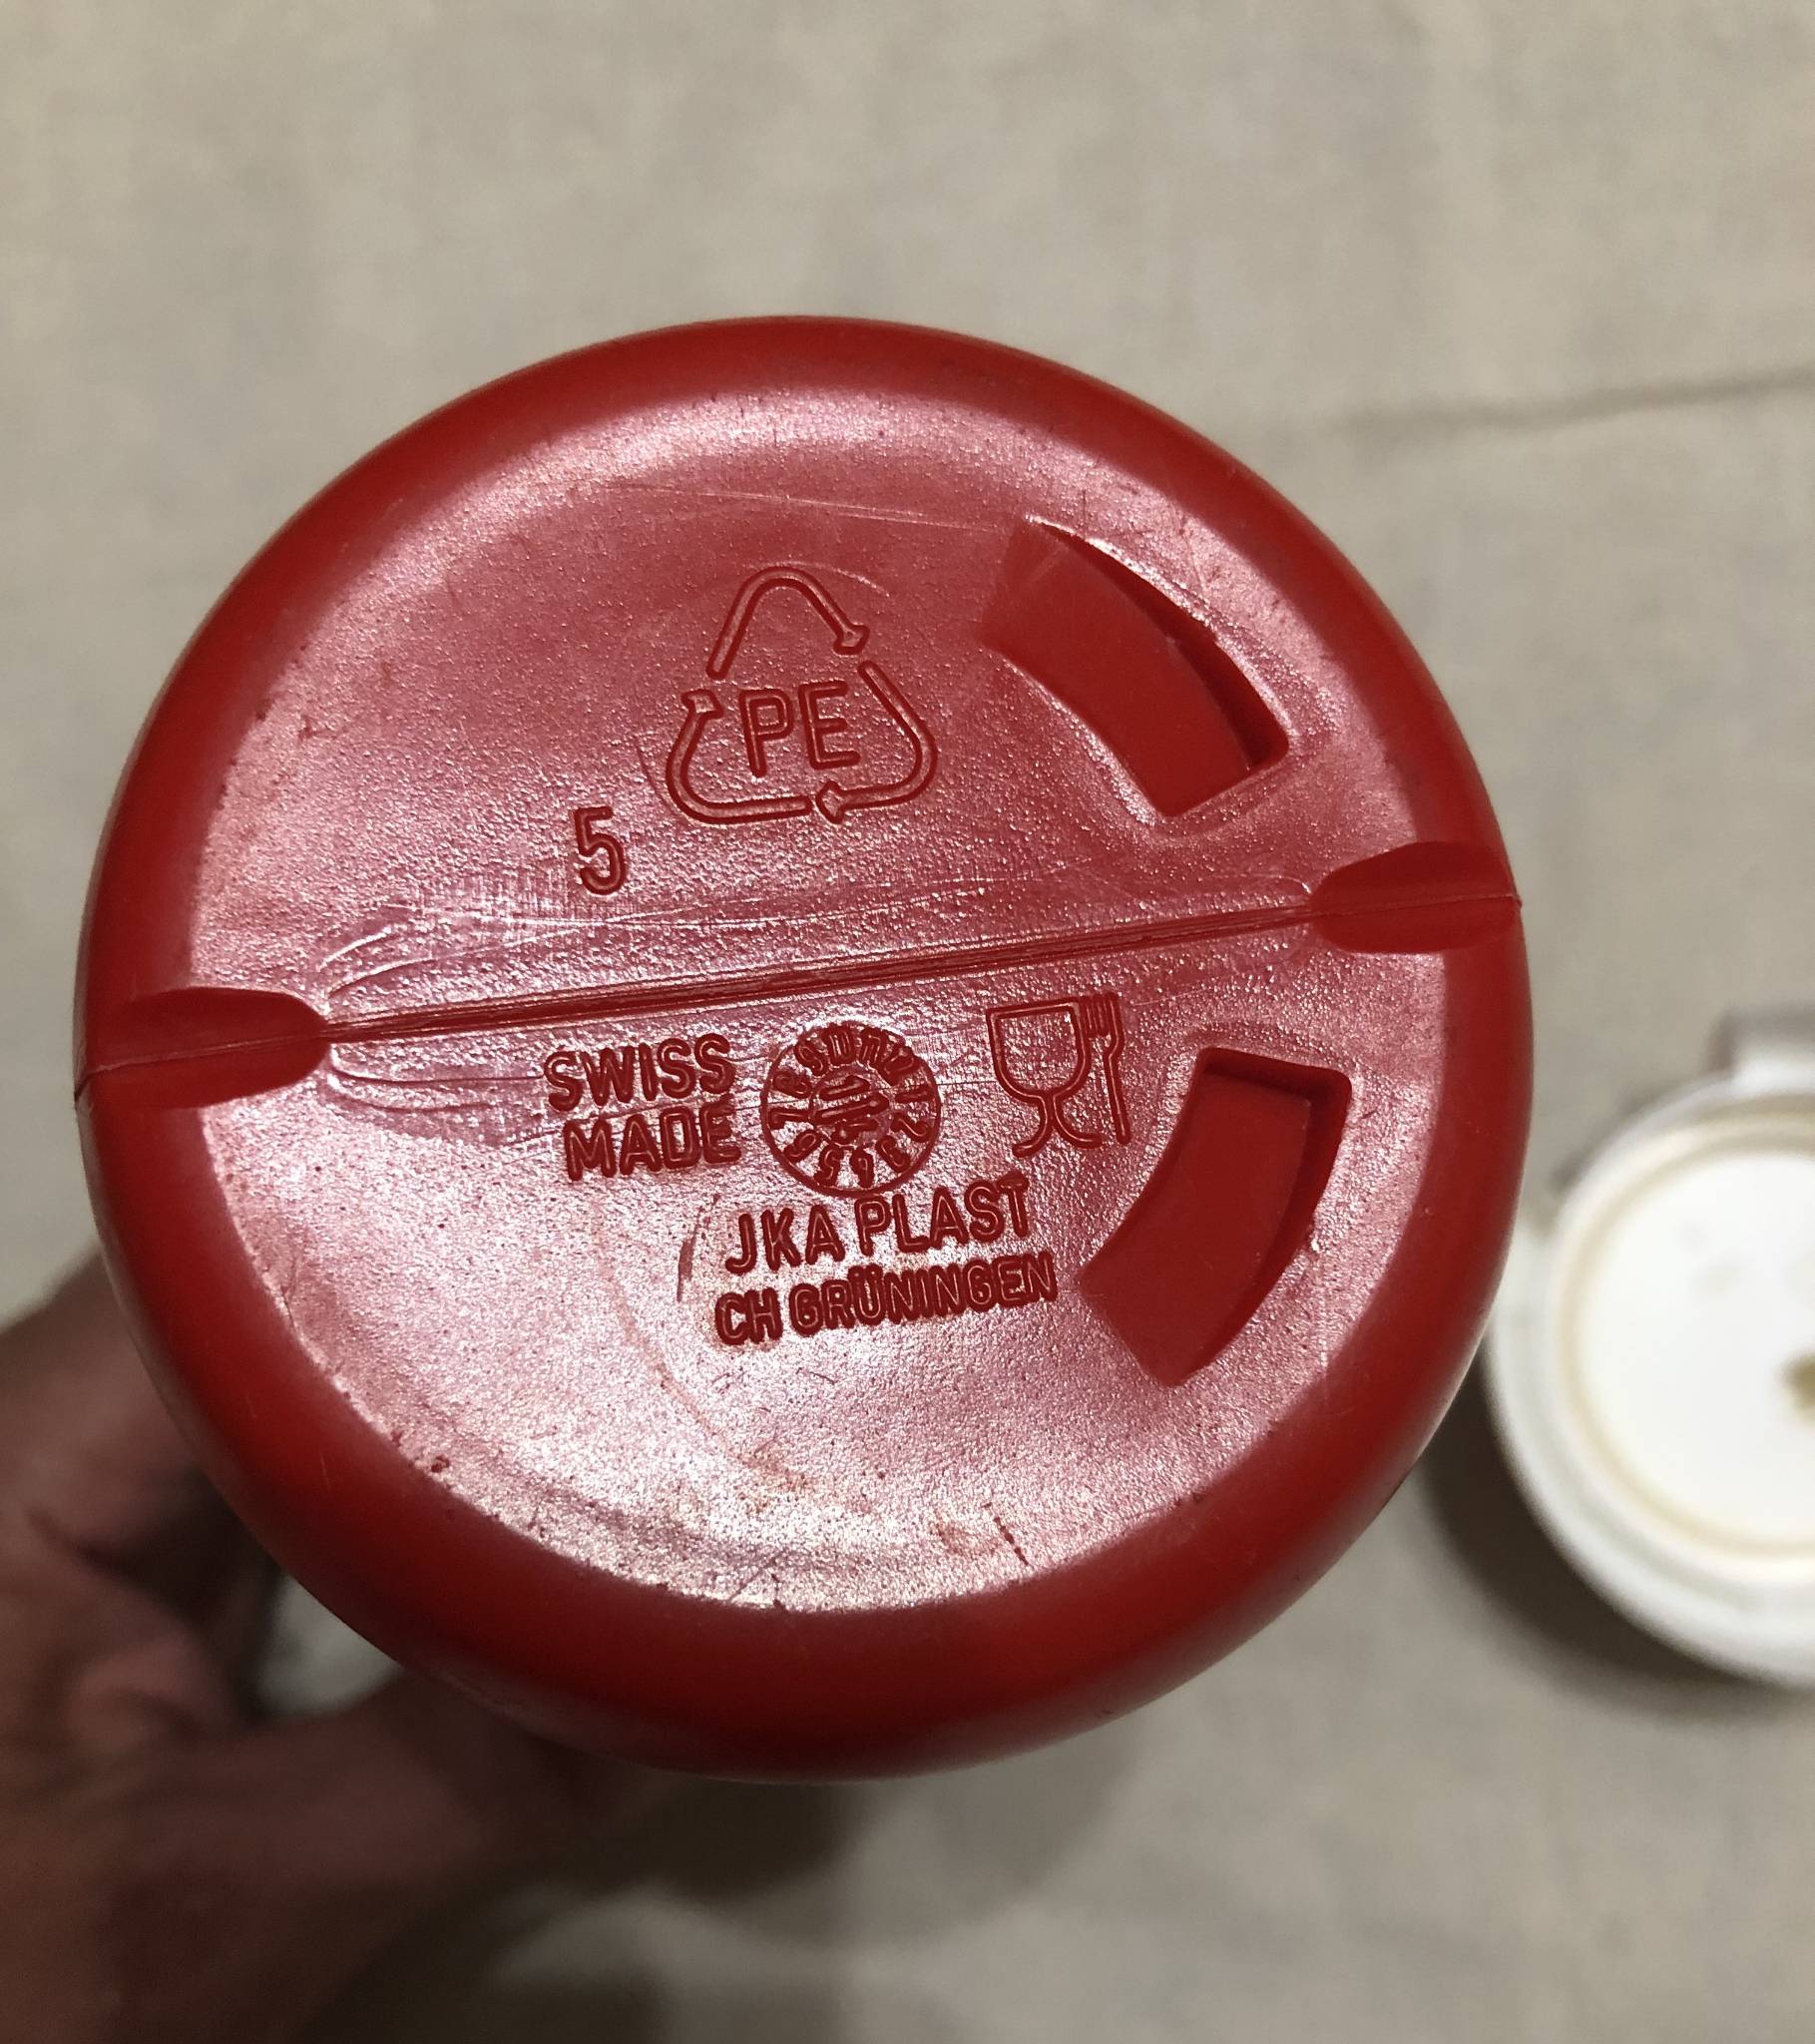 PE
5
SWISS
MADE
JKA PLAST
CH GRÜNINGEN